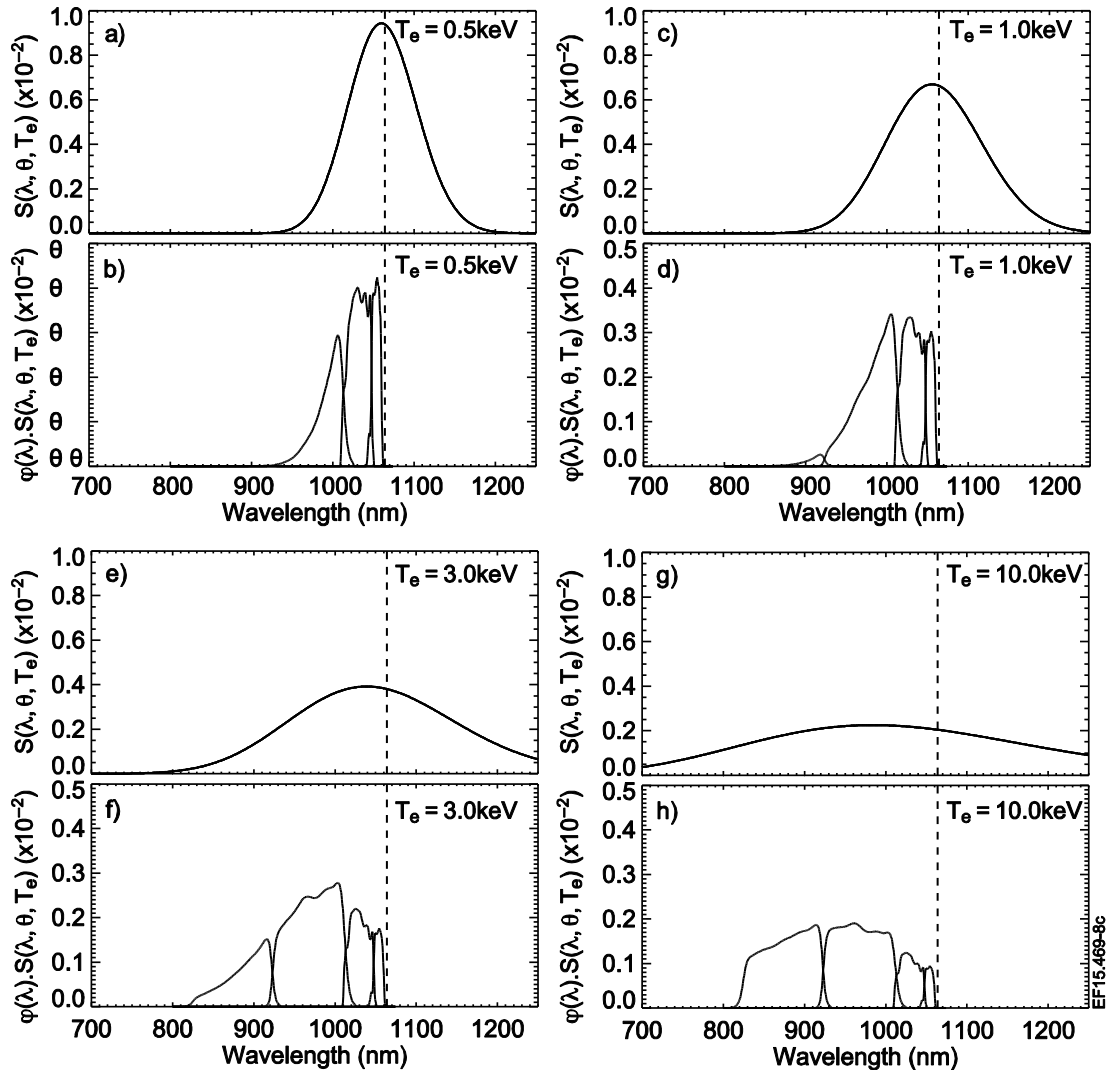 a)
T_e = 0.5keV
S(λ, θ, T_e) (x10⁻²)
1.0
0.8
0.6
0.4
0.2
0.0
b)
T_e = 0.5keV
φ(λ).S(λ, θ, T_e) (x10⁻²)
θ
θ
θ
θ
θ
θ θ
700 800 900 1000 1100 1200
Wavelength (nm)
c)
T_e = 1.0keV
S(λ, θ, T_e) (x10⁻²)
1.0
0.8
0.6
0.4
0.2
0.0
d)
T_e = 1.0keV
φ(λ).S(λ, θ, T_e) (x10⁻²)
0.5
0.4
0.3
0.2
0.1
0.0
700 800 900 1000 1100 1200
Wavelength (nm)
e)
T_e = 3.0keV
S(λ, θ, T_e) (x10⁻²)
1.0
0.8
0.6
0.4
0.2
0.0
f)
T_e = 3.0keV
φ(λ).S(λ, θ, T_e) (x10⁻²)
0.5
0.4
0.3
0.2
0.1
0.0
700 800 900 1000 1100 1200
Wavelength (nm)
g)
T_e = 10.0keV
S(λ, θ, T_e) (x10⁻²)
1.0
0.8
0.6
0.4
0.2
0.0
h)
T_e = 10.0keV
φ(λ).S(λ, θ, T_e) (x10⁻²)
0.5
0.4
0.3
0.2
0.1
0.0
700 800 900 1000 1100 1200
Wavelength (nm)
EF15.469-8c